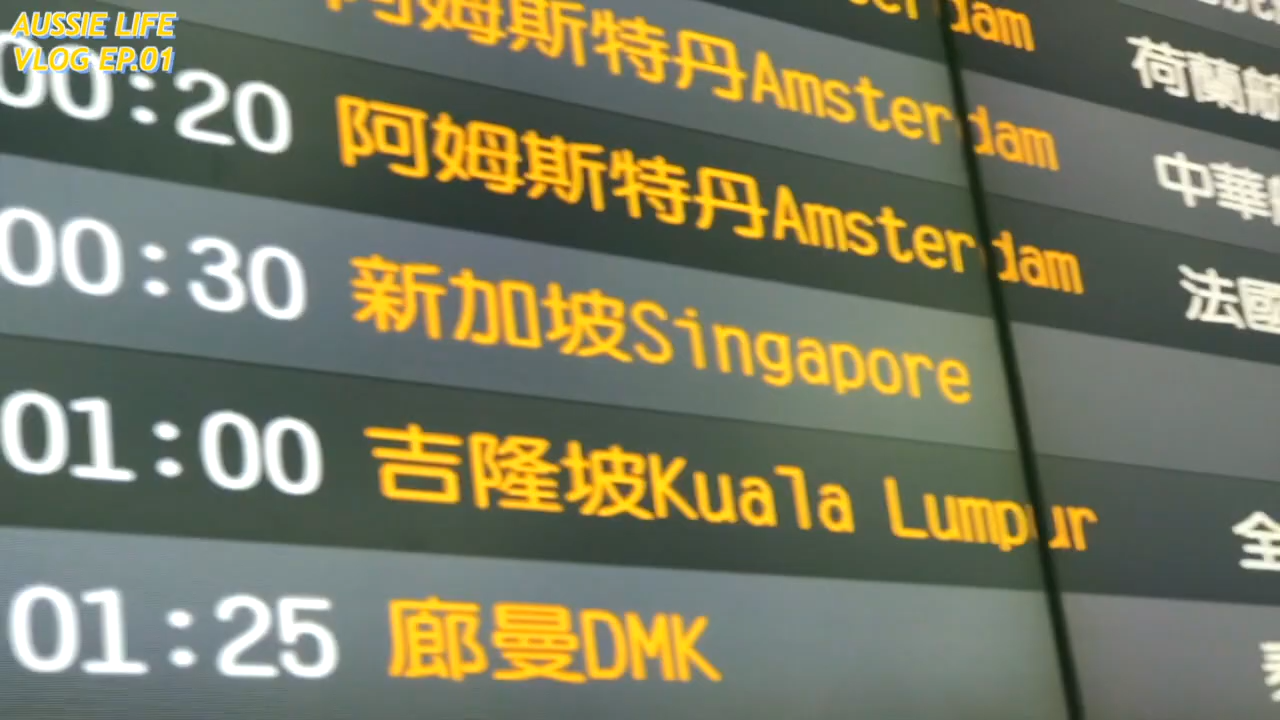 AUSSIE LIFE
VLOG EP.01
阿姆斯特丹Amsterdam 荷蘭航
00:20 阿姆斯特丹Amsterdam 中華
00:30 新加坡Singapore 法國
01:00 吉隆坡Kuala Lumpur 全
01:25 廊曼DMK